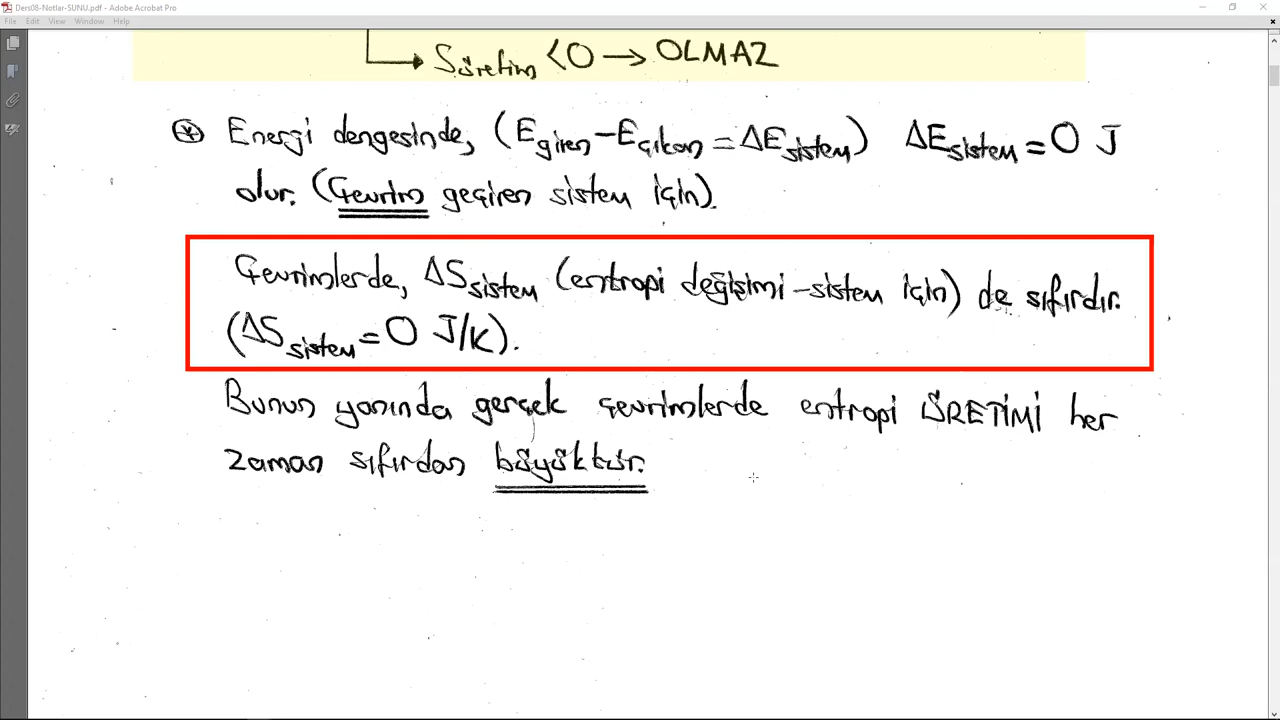 Ders08-Notlar-SUNU.pdf - Adobe Acrobat Pro
File Edit View Window Help
Süretim <0 → OLMAZ
Enerji dengesinde, (Egiren-Eçıkan=ΔEsistem) ΔEsistem=0 J
olur. (Çevrim geçiren sistem için).
Çevrimlerde, ΔSsistem (entropi değişimi-sistem için) de sıfırdır.
(ΔSsistem=0 J/K).
Bunun yanında gerçek çevrimlerde entropi ÜRETİMİ her
zaman sıfırdan büyüktür.